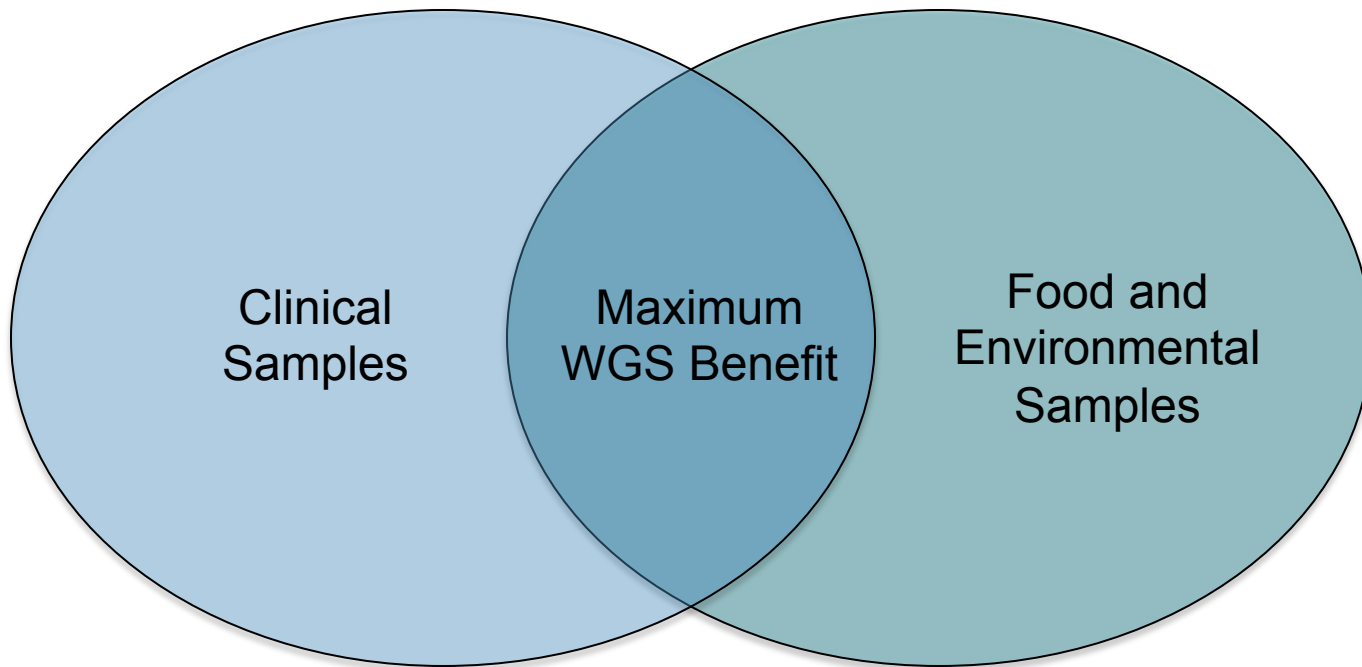 Clinical
Samples
Maximum
WGS Benefit
Food and
Environmental
Samples